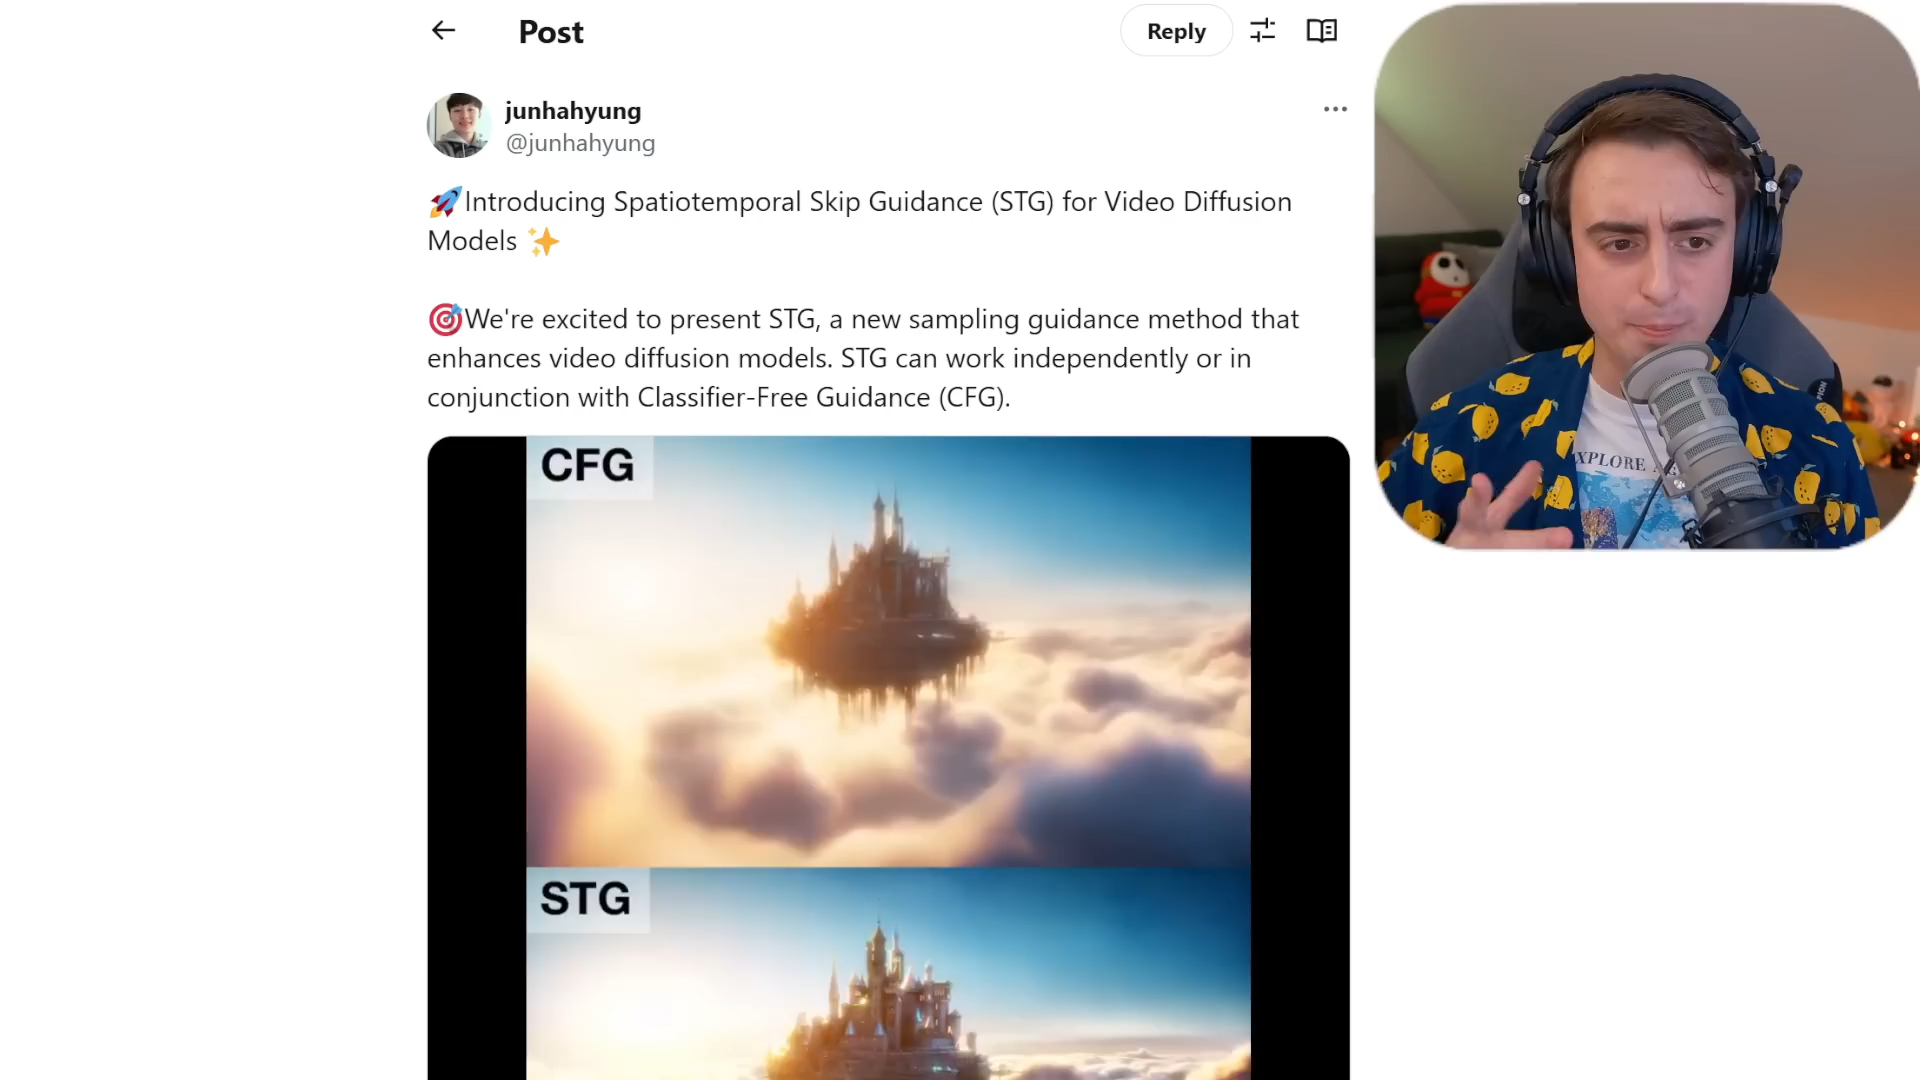 Post
Reply
junhahyung
@junhahyung
🚀Introducing Spatiotemporal Skip Guidance (STG) for Video Diffusion
Models ✨
🎯We're excited to present STG, a new sampling guidance method that
enhances video diffusion models. STG can work independently or in
conjunction with Classifier-Free Guidance (CFG).
CFG
STG
XPLORE